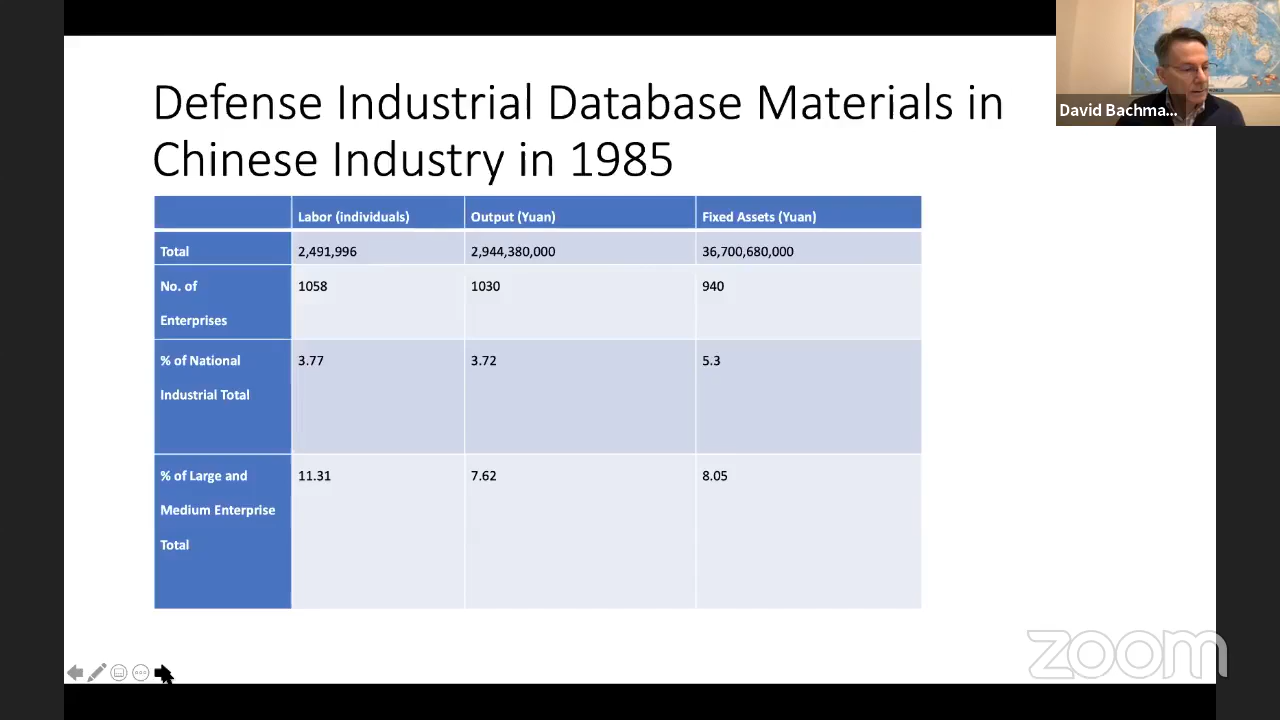 Defense Industrial Database Materials in
Chinese Industry in 1985
David Bachma...
Labor (individuals) Output (Yuan) Fixed Assets (Yuan)
Total 2,491,996 2,944,380,000 36,700,680,000
No. of 1058 1030 940
Enterprises
% of National 3.77 3.72 5.3
Industrial Total
% of Large and 11.31 7.62 8.05
Medium Enterprise
Total
zoom